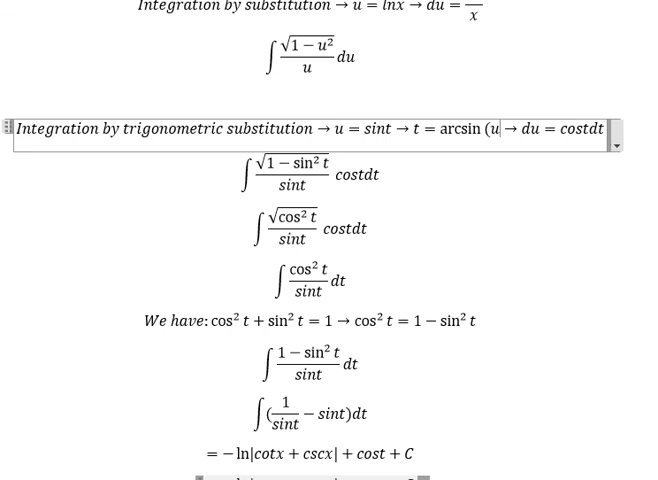 Integration by substitution → u = lnx → du = — x
∫ √(1 − u²) / u du
Integration by trigonometric substitution → u = sint → t = arcsin (u → du = costdt
∫ √(1 − sin² t) / sint costdt
∫ √(cos² t) / sint costdt
∫ cos² t / sint dt
We have: cos² t + sin² t = 1 → cos² t = 1 − sin² t
∫ 1 − sin² t / sint dt
∫( 1 / sint − sint)dt
= − ln|cotx + cscx| + cost + C